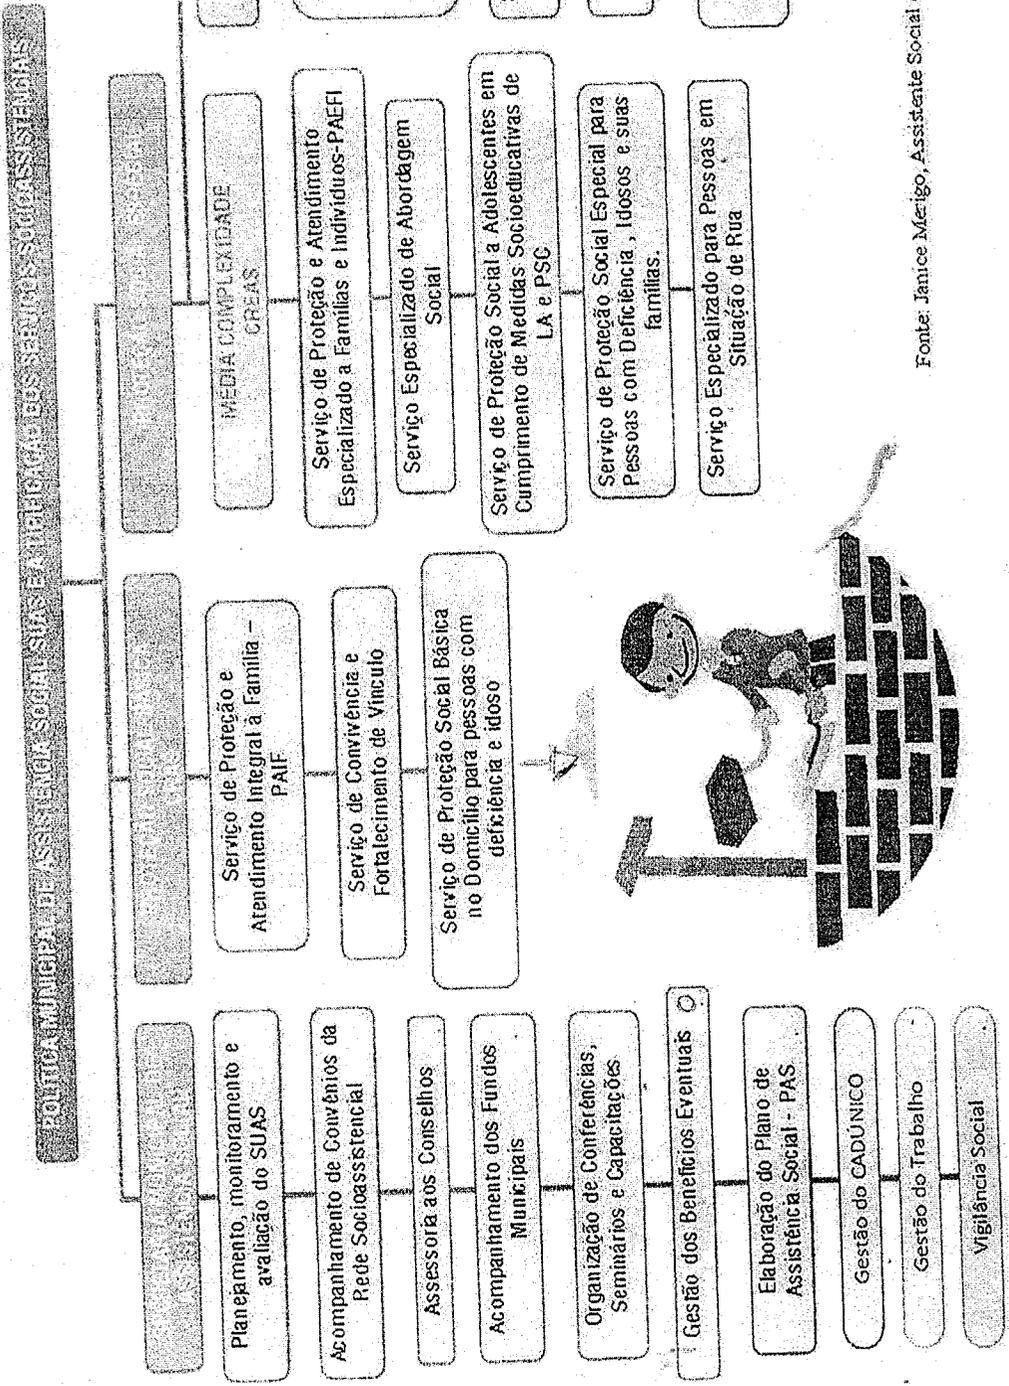 POLÍTICA MUNICIPAL DE ASSISTÊNCIA SOCIAL SUAS E A TIPIFICAÇÃO DOS SERVIÇOS SOCIOASSISTENCIAIS
Planejamento, monitoramento e
avaliação do SUAS
Acompanhamento de Convênios da
Rede Socioassistencial
Assessoria aos Conselhos
Acompanhamento dos Fundos
Municipais
Organização de Conferências,
Seminários e Capacitações
Gestão dos Benefícios Eventuais
Elaboração do Plano de
Assistência Social - PAS
Gestão do CADUNICO
Gestão do Trabalho
Vigilância Social
Serviço de Proteção e
Atendimento Integral à Família –
PAIF
Serviço de Convivência e
Fortalecimento de Vínculo
Serviço de Proteção Social Básica
no Domicílio para pessoas com
deficiência e idoso
MÉDIA COMPLEXIDADE
CREAS
Serviço de Proteção e Atendimento
Especializado a Famílias e Indivíduos-PAEFI
Serviço Especializado de Abordagem
Social
Serviço de Proteção Social a Adolescentes em
Cumprimento de Medidas Socioeducativas de
LA e PSC
Serviço de Proteção Social Especial para
Pessoas com Deficiência, Idosos e suas
famílias.
Serviço Especializado para Pessoas em
Situação de Rua
Fonte: Janice Merigo, Assistente Social